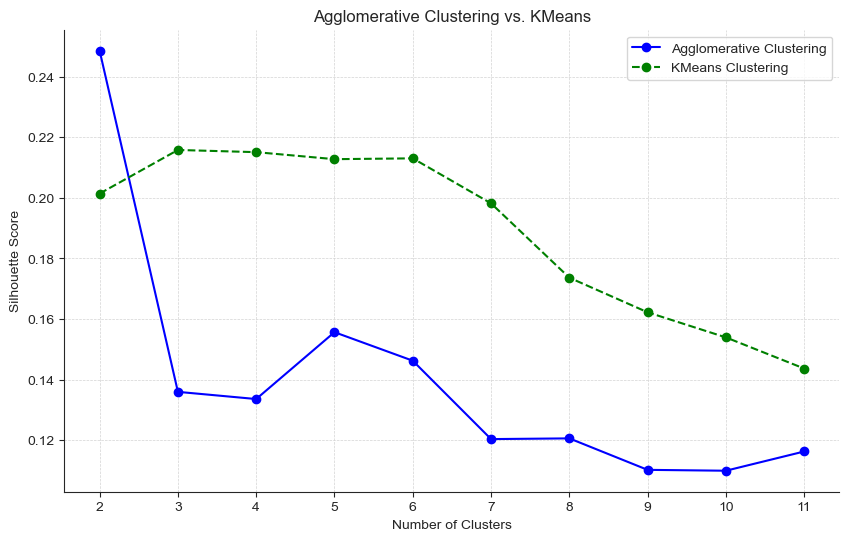 Agglomerative Clustering vs. KMeans
Agglomerative Clustering
KMeans Clustering
Silhouette Score
0.24
0.22
0.20
0.18
0.16
0.14
0.12
2 3 4 5 6 7 8 9 10 11
Number of Clusters